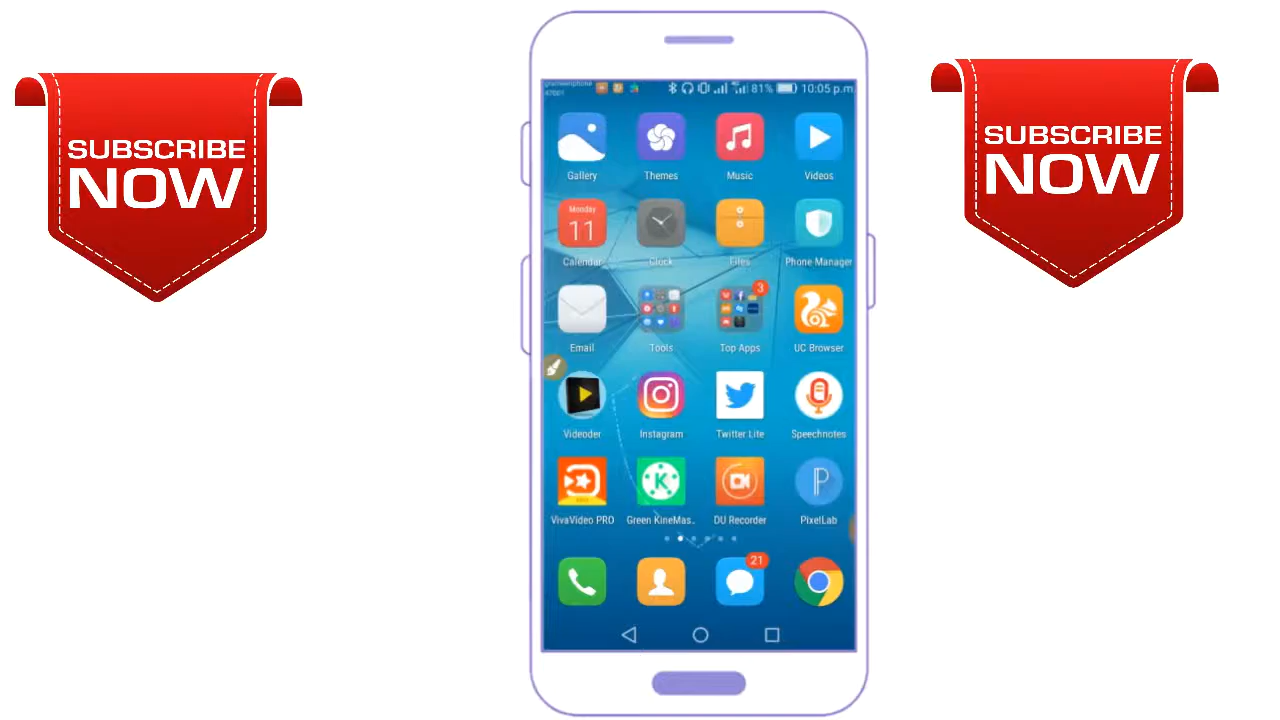 SUBSCRIBE
NOW
SUBSCRIBE
NOW
81% 10:05 p.m
Gallery Themes Music Videos
Monday
11
Calendar Clock Files Phone Manager
3
Email Tools Top Apps UC Browser
Videoder Instagram Twitter Lite Speechnotes
VivaVideo PRO Green KineMas.. DU Recorder PixelLab
21